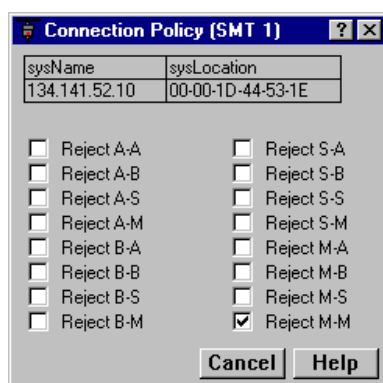 Connection Policy (SMT 1)
sysName sysLocation
134.141.52.10 00-00-1D-44-53-1E
Reject A-A Reject S-A
Reject A-B Reject S-B
Reject A-S Reject S-S
Reject A-M Reject S-M
Reject B-A Reject M-A
Reject B-B Reject M-B
Reject B-S Reject M-S
Reject B-M Reject M-M
Cancel Help